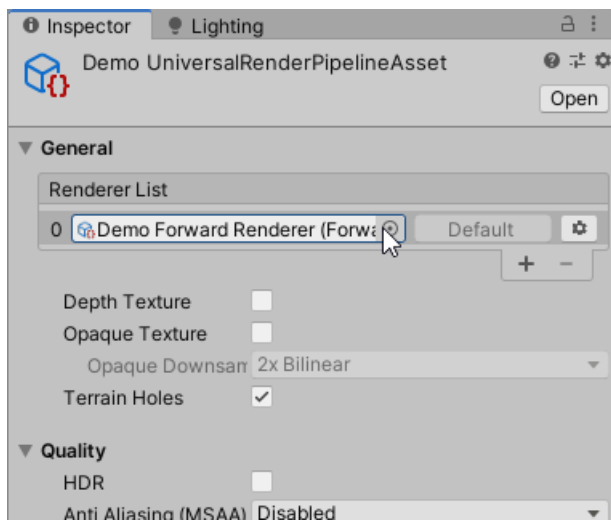 Inspector Lighting
Demo UniversalRenderPipelineAsset
Open
General
Renderer List
0 Demo Forward Renderer (Forwa Default
Depth Texture
Opaque Texture
Opaque Downsam 2x Bilinear
Terrain Holes
Quality
HDR
Anti Aliasing (MSAA) Disabled